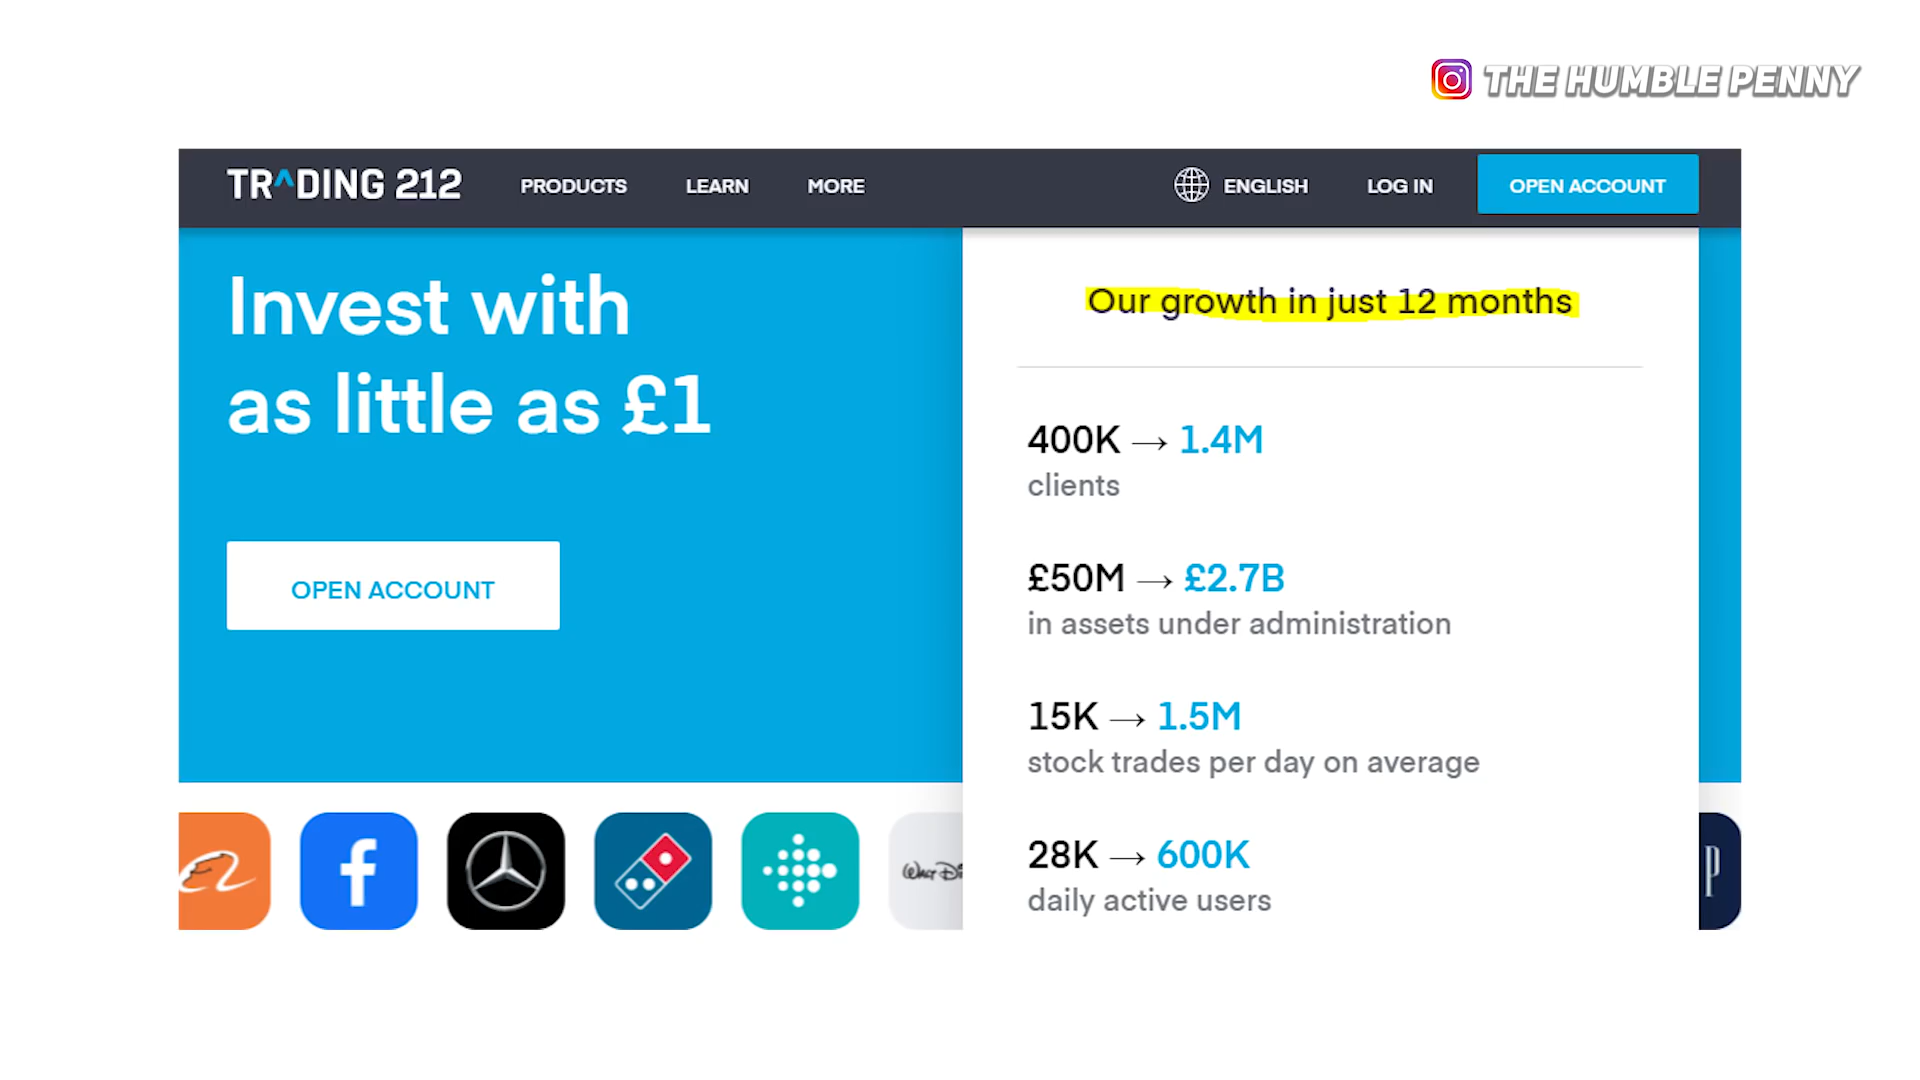 THE HUMBLE PENNY
TRADING 212
PRODUCTS
LEARN
MORE
ENGLISH
LOG IN
OPEN ACCOUNT
Invest with
as little as £1
OPEN ACCOUNT
Our growth in just 12 months
400K → 1.4M
clients
£50M → £2.7B
in assets under administration
15K → 1.5M
stock trades per day on average
28K → 600K
daily active users
WALT